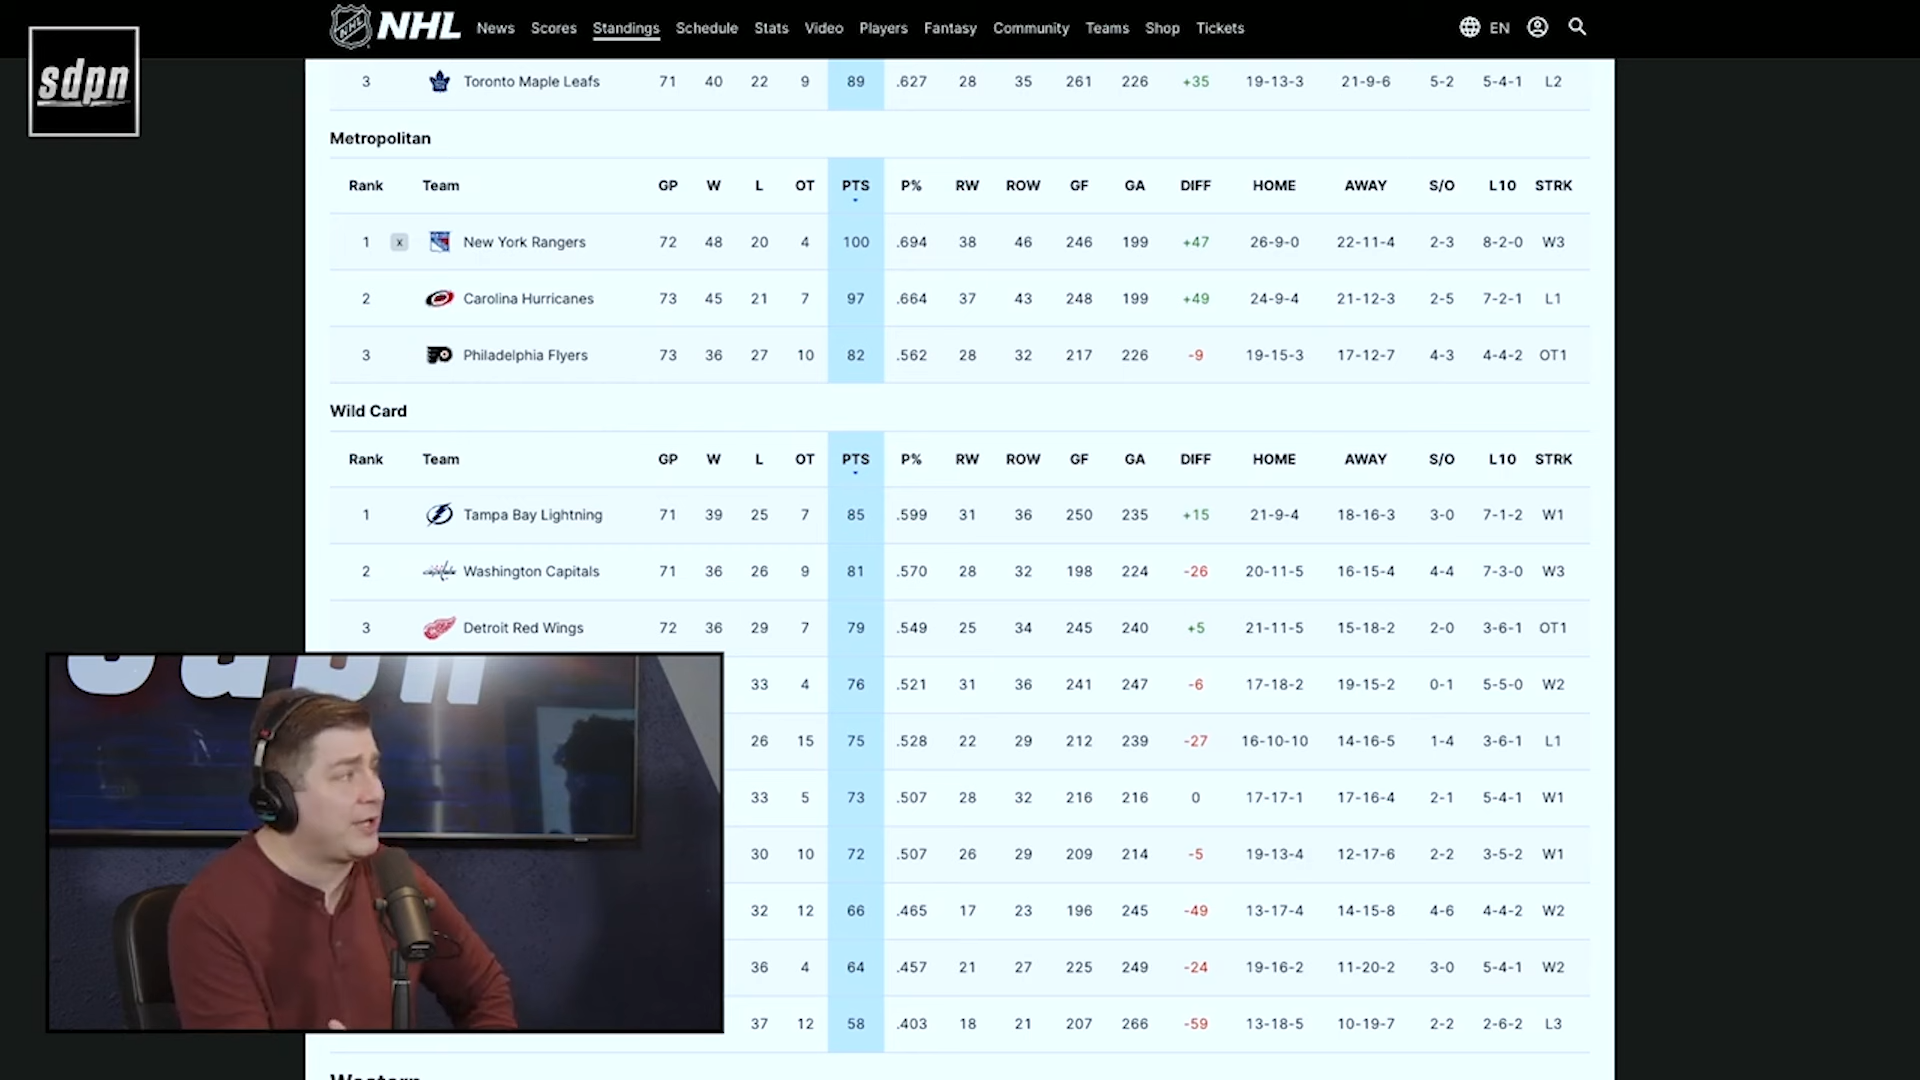 NHL News Scores Standings Schedule Stats Video Players Fantasy Community Teams Shop Tickets EN
sdpn
3 Toronto Maple Leafs 71 40 22 9 89 .627 28 35 261 226 +35 19-13-3 21-9-6 5-2 5-4-1 L2
Metropolitan
Rank Team GP W L OT PTS P% RW ROW GF GA DIFF HOME AWAY S/O L10 STRK
1 x New York Rangers 72 48 20 4 100 .694 38 46 246 199 +47 26-9-0 22-11-4 2-3 8-2-0 W3
2 Carolina Hurricanes 73 45 21 7 97 .664 37 43 248 199 +49 24-9-4 21-12-3 2-5 7-2-1 L1
3 Philadelphia Flyers 73 36 27 10 82 .562 28 32 217 226 -9 19-15-3 17-12-7 4-3 4-4-2 OT1
Wild Card
Rank Team GP W L OT PTS P% RW ROW GF GA DIFF HOME AWAY S/O L10 STRK
1 Tampa Bay Lightning 71 39 25 7 85 .599 31 36 250 235 +15 21-9-4 18-16-3 3-0 7-1-2 W1
2 Washington Capitals 71 36 26 9 81 .570 28 32 198 224 -26 20-11-5 16-15-4 4-4 7-3-0 W3
3 Detroit Red Wings 72 36 29 7 79 .549 25 34 245 240 +5 21-11-5 15-18-2 2-0 3-6-1 OT1
33 4 76 .521 31 36 241 247 -6 17-18-2 19-15-2 0-1 5-5-0 W2
26 15 75 .528 22 29 212 239 -27 16-10-10 14-16-5 1-4 3-6-1 L1
33 5 73 .507 28 32 216 216 0 17-17-1 17-16-4 2-1 5-4-1 W1
30 10 72 .507 26 29 209 214 -5 19-13-4 12-17-6 2-2 3-5-2 W1
32 12 66 .465 17 23 196 245 -49 13-17-4 14-15-8 4-6 4-4-2 W2
36 4 64 .457 21 27 225 249 -24 19-16-2 11-20-2 3-0 5-4-1 W2
37 12 58 .403 18 21 207 266 -59 13-18-5 10-19-7 2-2 2-6-2 L3
Western
sdpn